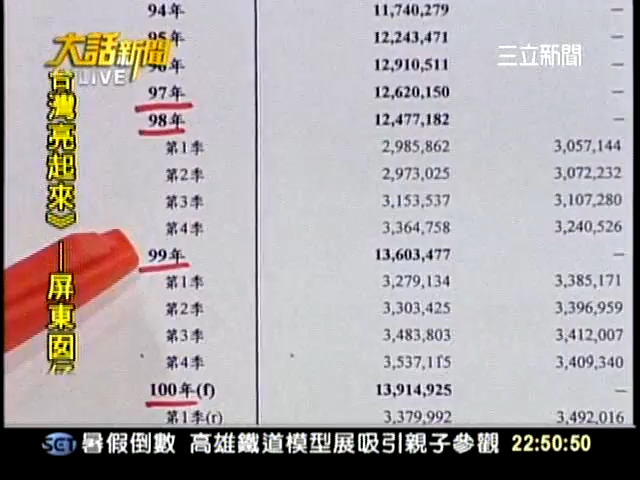 大話新聞
LIVE
三立新聞
台灣亮起來》－屏東囡仔
94年 11,740,279 －
95年 12,243,471 －
96年 12,910,511 －
97年 12,620,150 －
98年 12,477,182 －
第1季 2,985,862 3,057,144
第2季 2,973,025 3,072,232
第3季 3,153,537 3,107,280
第4季 3,364,758 3,240,526
99年 13,603,477 －
第1季 3,279,134 3,385,171
第2季 3,303,425 3,396,959
第3季 3,483,803 3,412,007
第4季 3,537,115 3,409,340
100年(f) 13,914,925 －
第1季(r) 3,379,992 3,492,016
SET 暑假倒數 高雄鐵道模型展吸引親子參觀 22:50:50